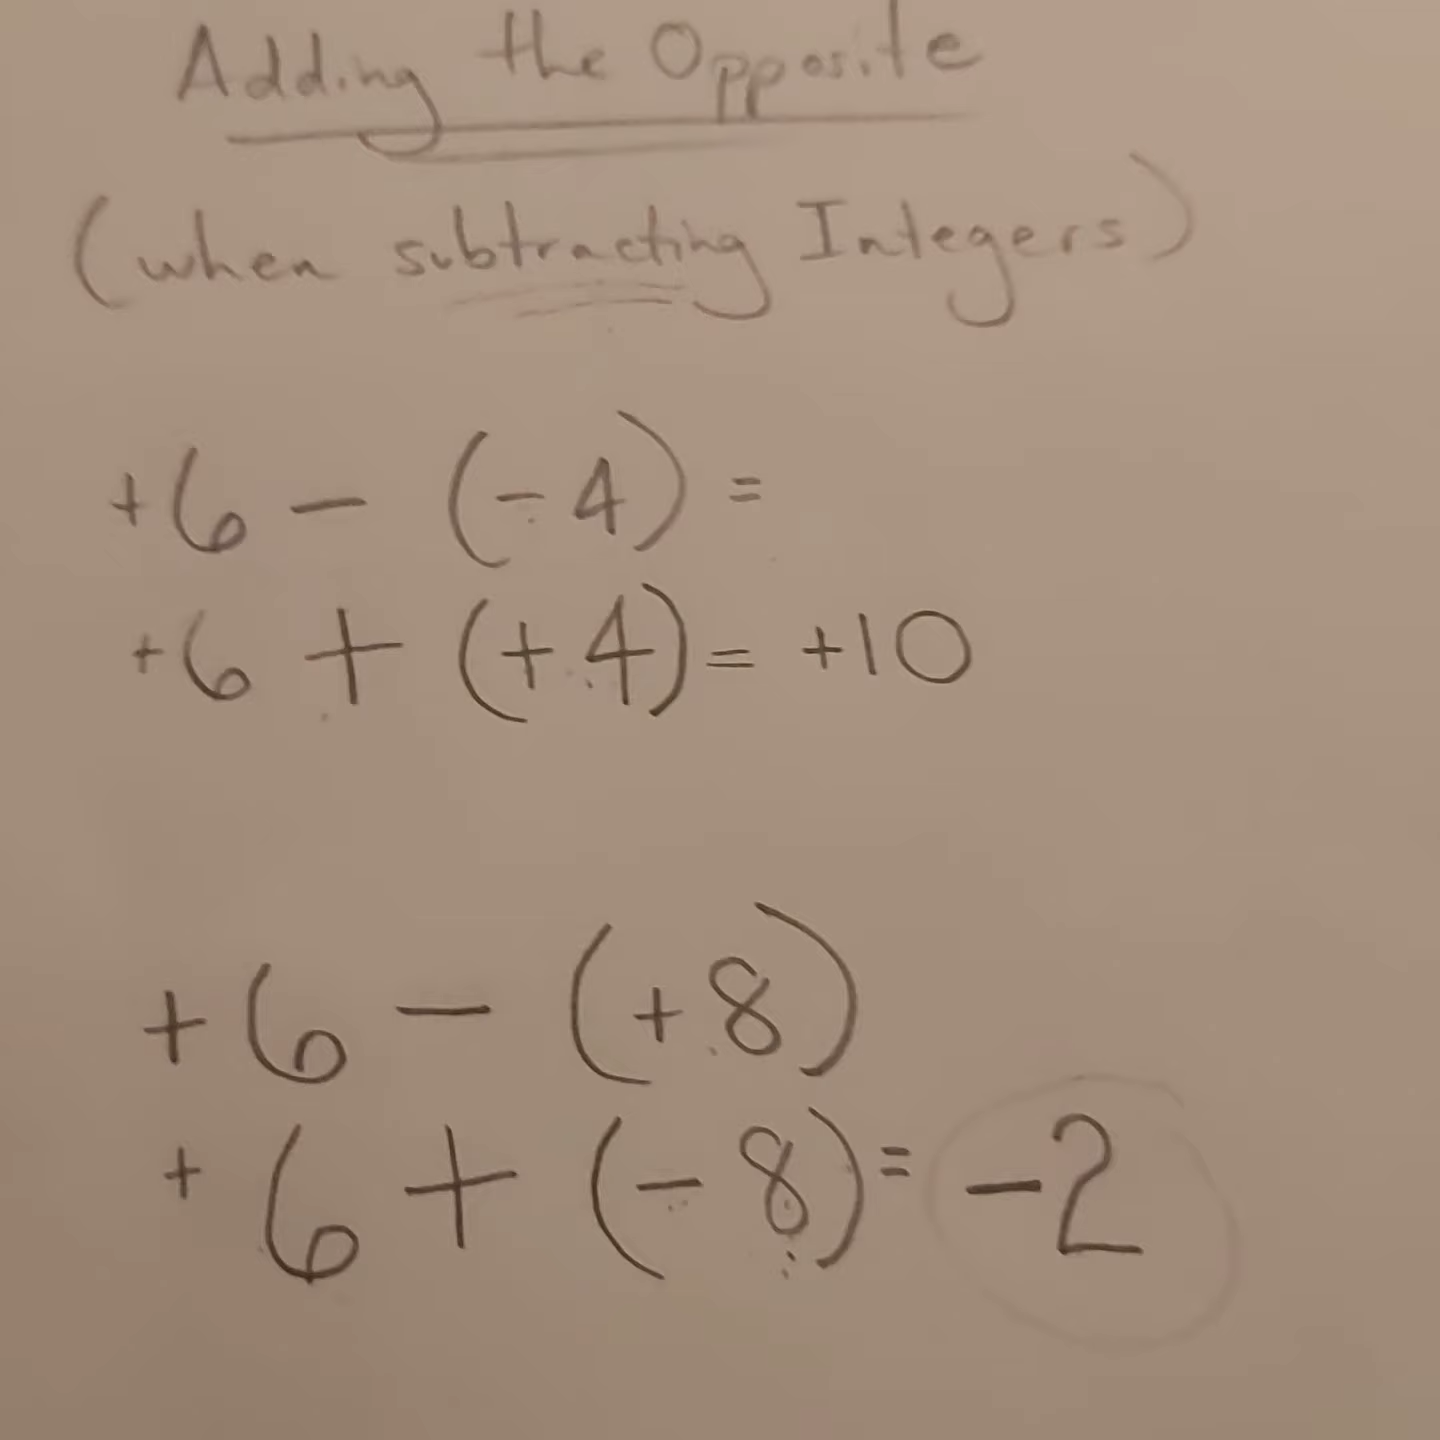 Adding the Opposite
(when subtracting Integers)
+6 - (-4) =
+6 + (+4) = +10
+6 - (+8)
+6 + (-8) = -2